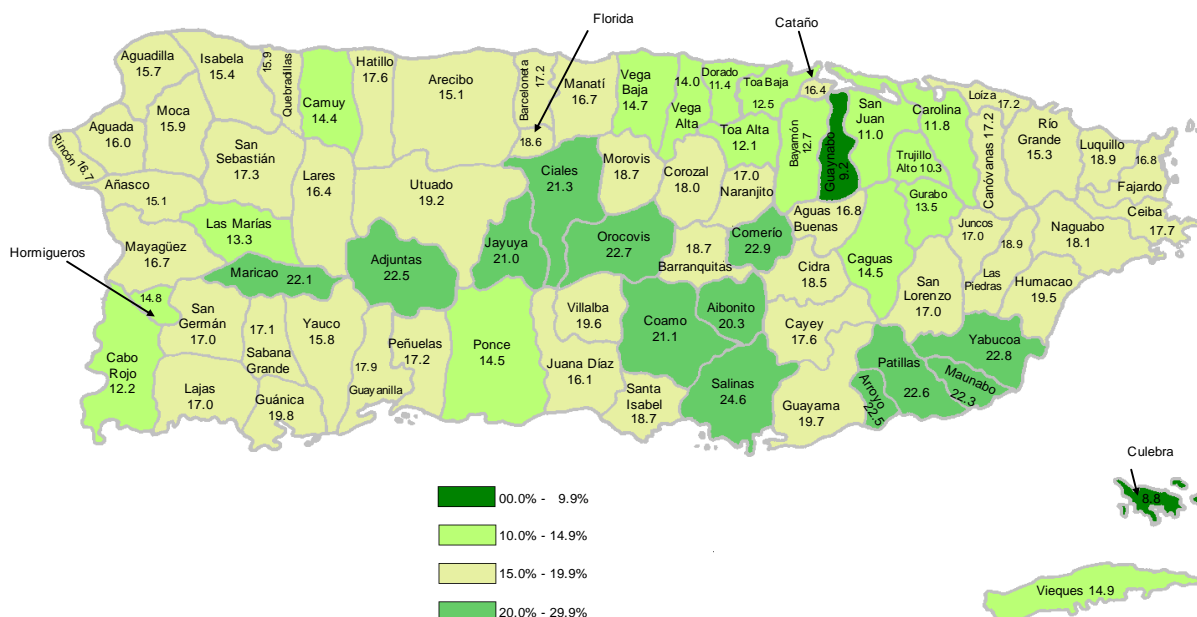 Florida
Cataño
Aguadilla
15.7
Isabela
15.4
15.9
Quebradillas
Camuy
14.4
Hatillo
17.6
Arecibo
15.1
Barceloneta
17.2
Manatí
16.7
Vega
Baja
14.7
14.0
Vega
Alta
Dorado
11.4
Toa Baja
12.5
16.4
San
Juan
11.0
Carolina
11.8
Loíza
17.2
Moca
15.9
Aguada
16.0
Rincón 16.7
San
Sebastián
17.3
Lares
16.4
Utuado
19.2
18.6
Ciales
21.3
Morovis
18.7
Corozal
18.0
Toa Alta
12.1
17.0
Naranjito
Bayamón
12.7
Guaynabo
9.2
Trujillo
Alto 10.3
Canóvanas 17.2
Río
Grande
15.3
Luquillo
18.9
16.8
Fajardo
Añasco
15.1
Las Marías
13.3
Mayagüez
16.7
Hormigueros
Maricao 22.1
Adjuntas
22.5
Jayuya
21.0
Orocovis
22.7
18.7
Barranquitas
Comerío
22.9
Aguas 16.8
Buenas
Gurabo
13.5
Caguas
14.5
Cidra
18.5
Juncos
17.0
18.9
Las
Piedras
Naguabo
18.1
Ceiba
17.7
Humacao
19.5
San
Lorenzo
17.0
14.8
San
Germán
17.0
17.1
Sabana
Grande
Yauco
15.8
17.9
Guayanilla
Peñuelas
17.2
Ponce
14.5
Villalba
19.6
Juana Díaz
16.1
Coamo
21.1
Aibonito
20.3
Cayey
17.6
Cabo
Rojo
12.2
Lajas
17.0
Guánica
19.8
Santa
Isabel
18.7
Salinas
24.6
Guayama
19.7
Arroyo
22.5
Patillas
22.6
Maunabo
22.3
Yabucoa
22.8
Culebra
8.8
Vieques 14.9
00.0% - 9.9%
10.0% - 14.9%
15.0% - 19.9%
20.0% - 29.9%